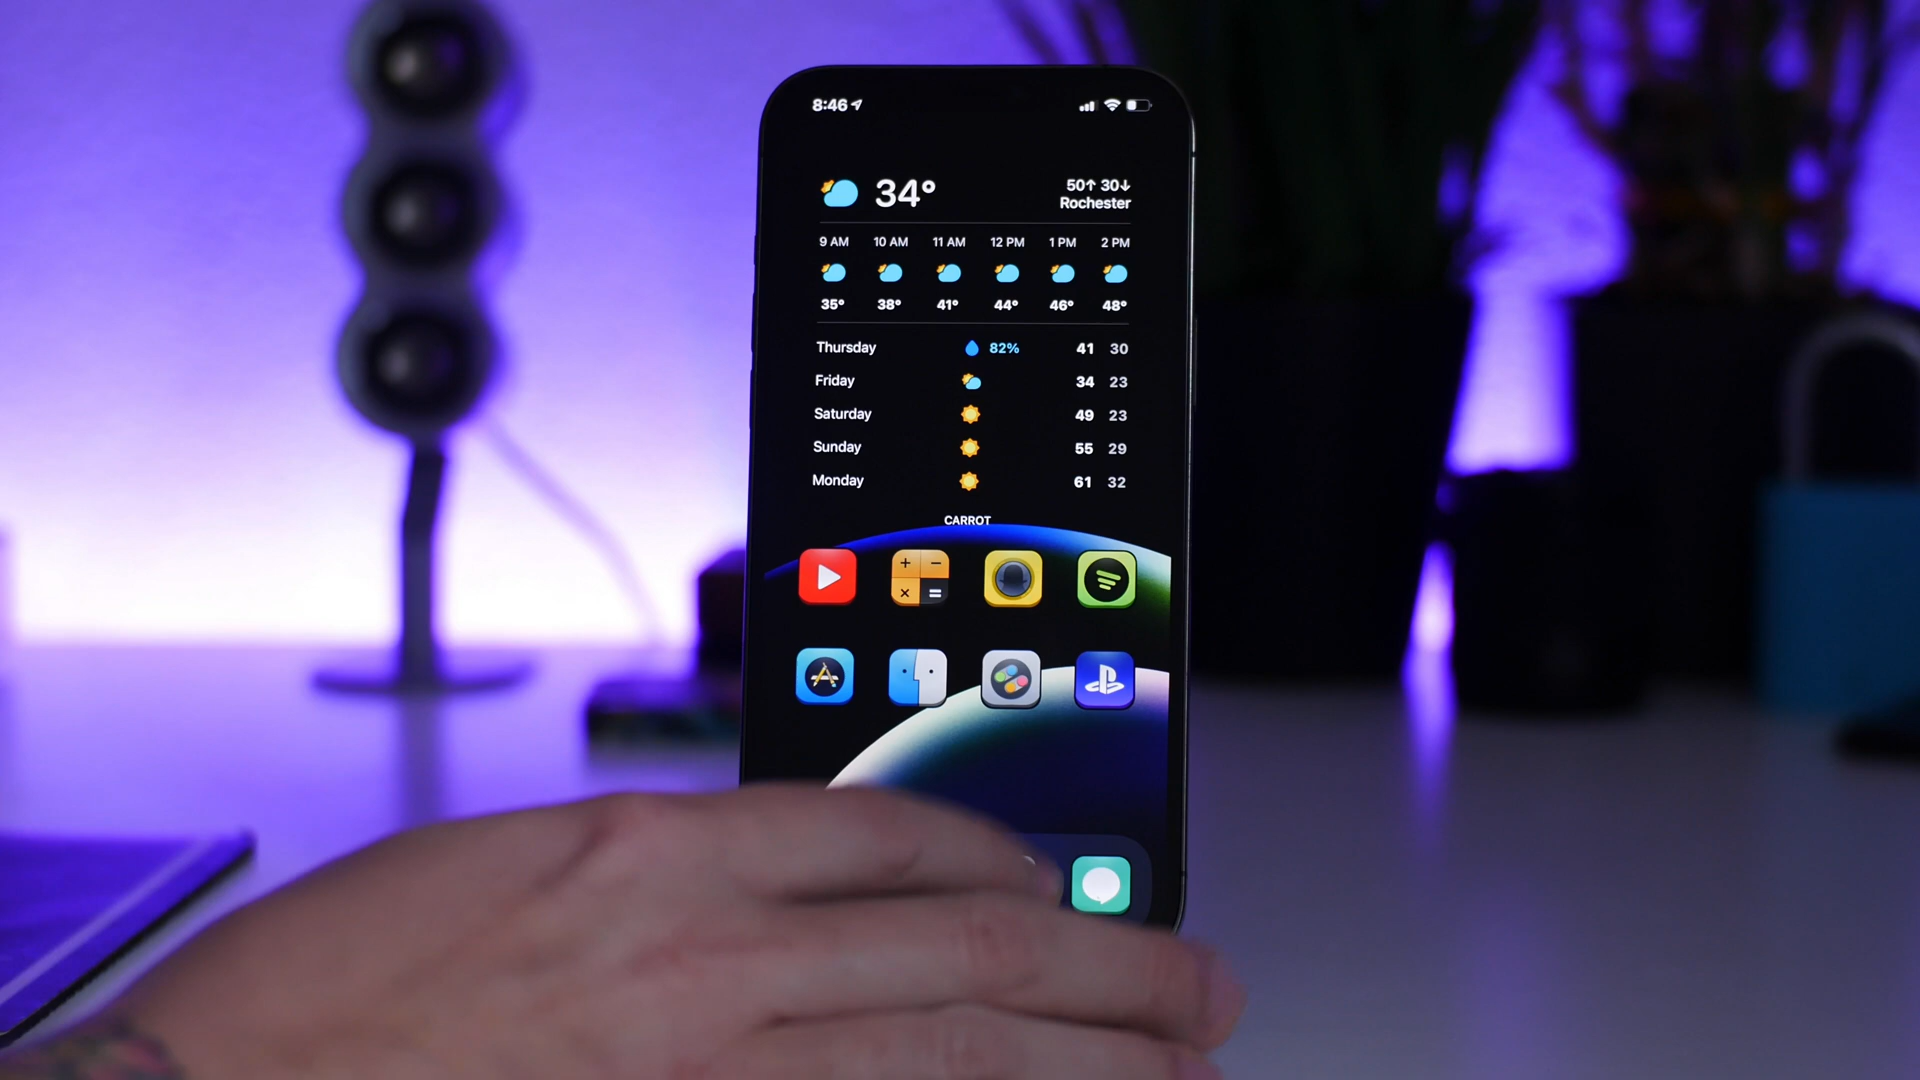 8:46
34° 50↑ 30↓
Rochester
9 AM 10 AM 11 AM 12 PM 1 PM 2 PM
35° 38° 41° 44° 46° 48°
Thursday 82% 41 30
Friday 34 23
Saturday 49 23
Sunday 55 29
Monday 61 32
CARROT
+ −
× =